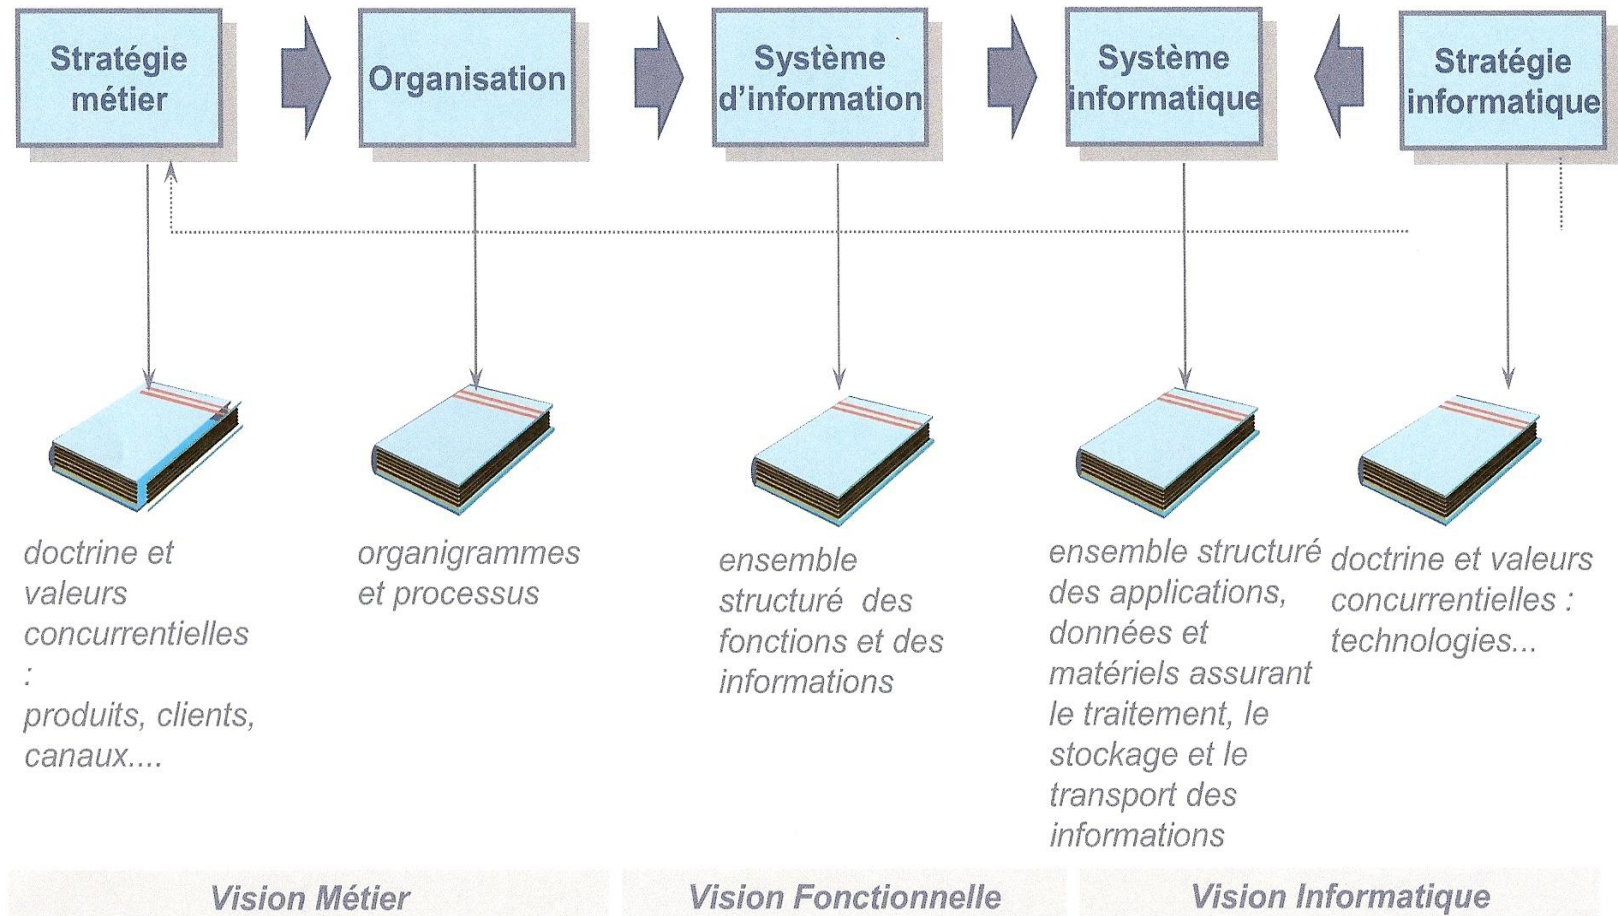 Stratégie
métier
Organisation
Système
d'information
Système
informatique
Stratégie
informatique
doctrine et
valeurs
concurrentielles
:
produits, clients,
canaux....
organigrammes
et processus
ensemble
structuré des
fonctions et des
informations
ensemble structuré
des applications,
données et
matériels assurant
le traitement, le
stockage et le
transport des
informations
doctrine et valeurs
concurrentielles :
technologies...
Vision Métier
Vision Fonctionnelle
Vision Informatique